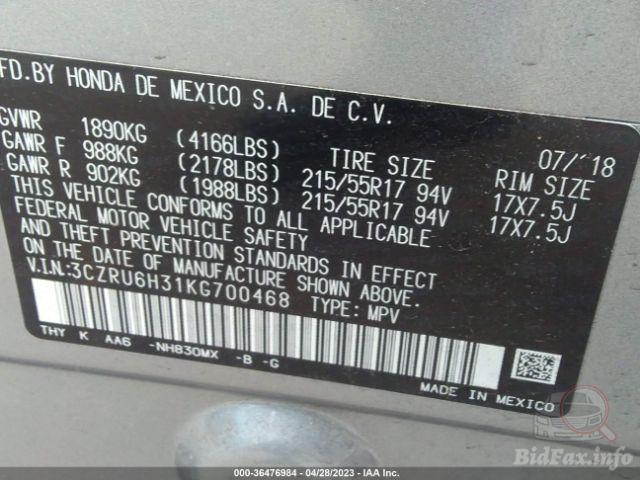 MFD.BY HONDA DE MEXICO S.A. DE C.V.
07/'18
GVWR 1890KG (4166LBS) TIRE SIZE RIM SIZE
GAWR F 988KG (2178LBS) 215/55R17 94V 17X7.5J
GAWR R 902KG (1988LBS) 215/55R17 94V 17X7.5J
THIS VEHICLE CONFORMS TO ALL APPLICABLE
FEDERAL MOTOR VEHICLE SAFETY
AND THEFT PREVENTION STANDARDS IN EFFECT
ON THE DATE OF MANUFACTURE SHOWN ABOVE.
V.I.N:3CZRU6H31KG700468 TYPE: MPV
THY K AA6 -NH830MX -B -G
MADE IN MEXICO
BidFax.info
000-36476984 - 04/28/2023 - IAA Inc.